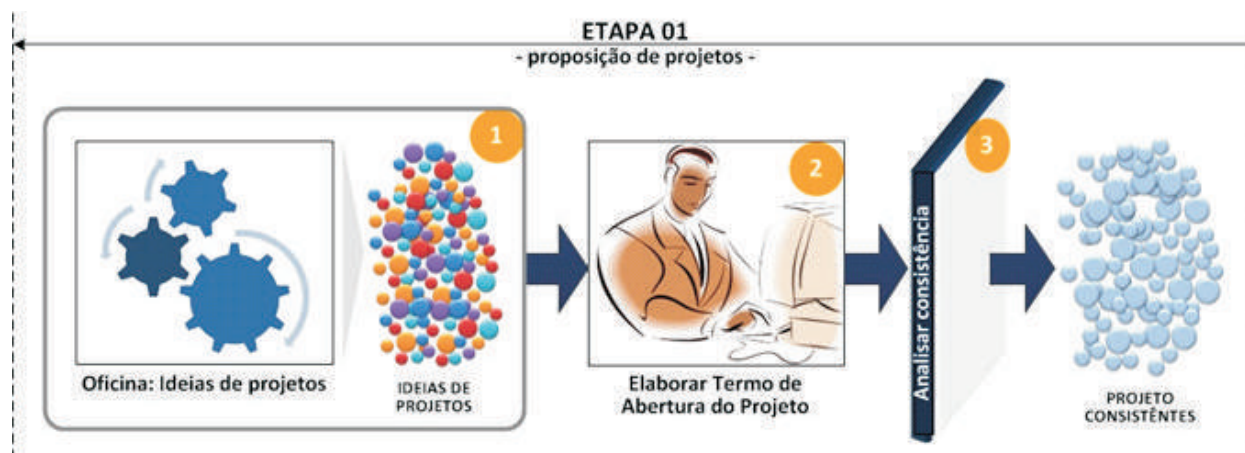 ETAPA 01
- proposição de projetos -
1
2
3
Oficina: Ideias de projetos
IDEIAS DE
PROJETOS
Elaborar Termo de
Abertura do Projeto
Analisar consistência
PROJETO
CONSISTÊNTES